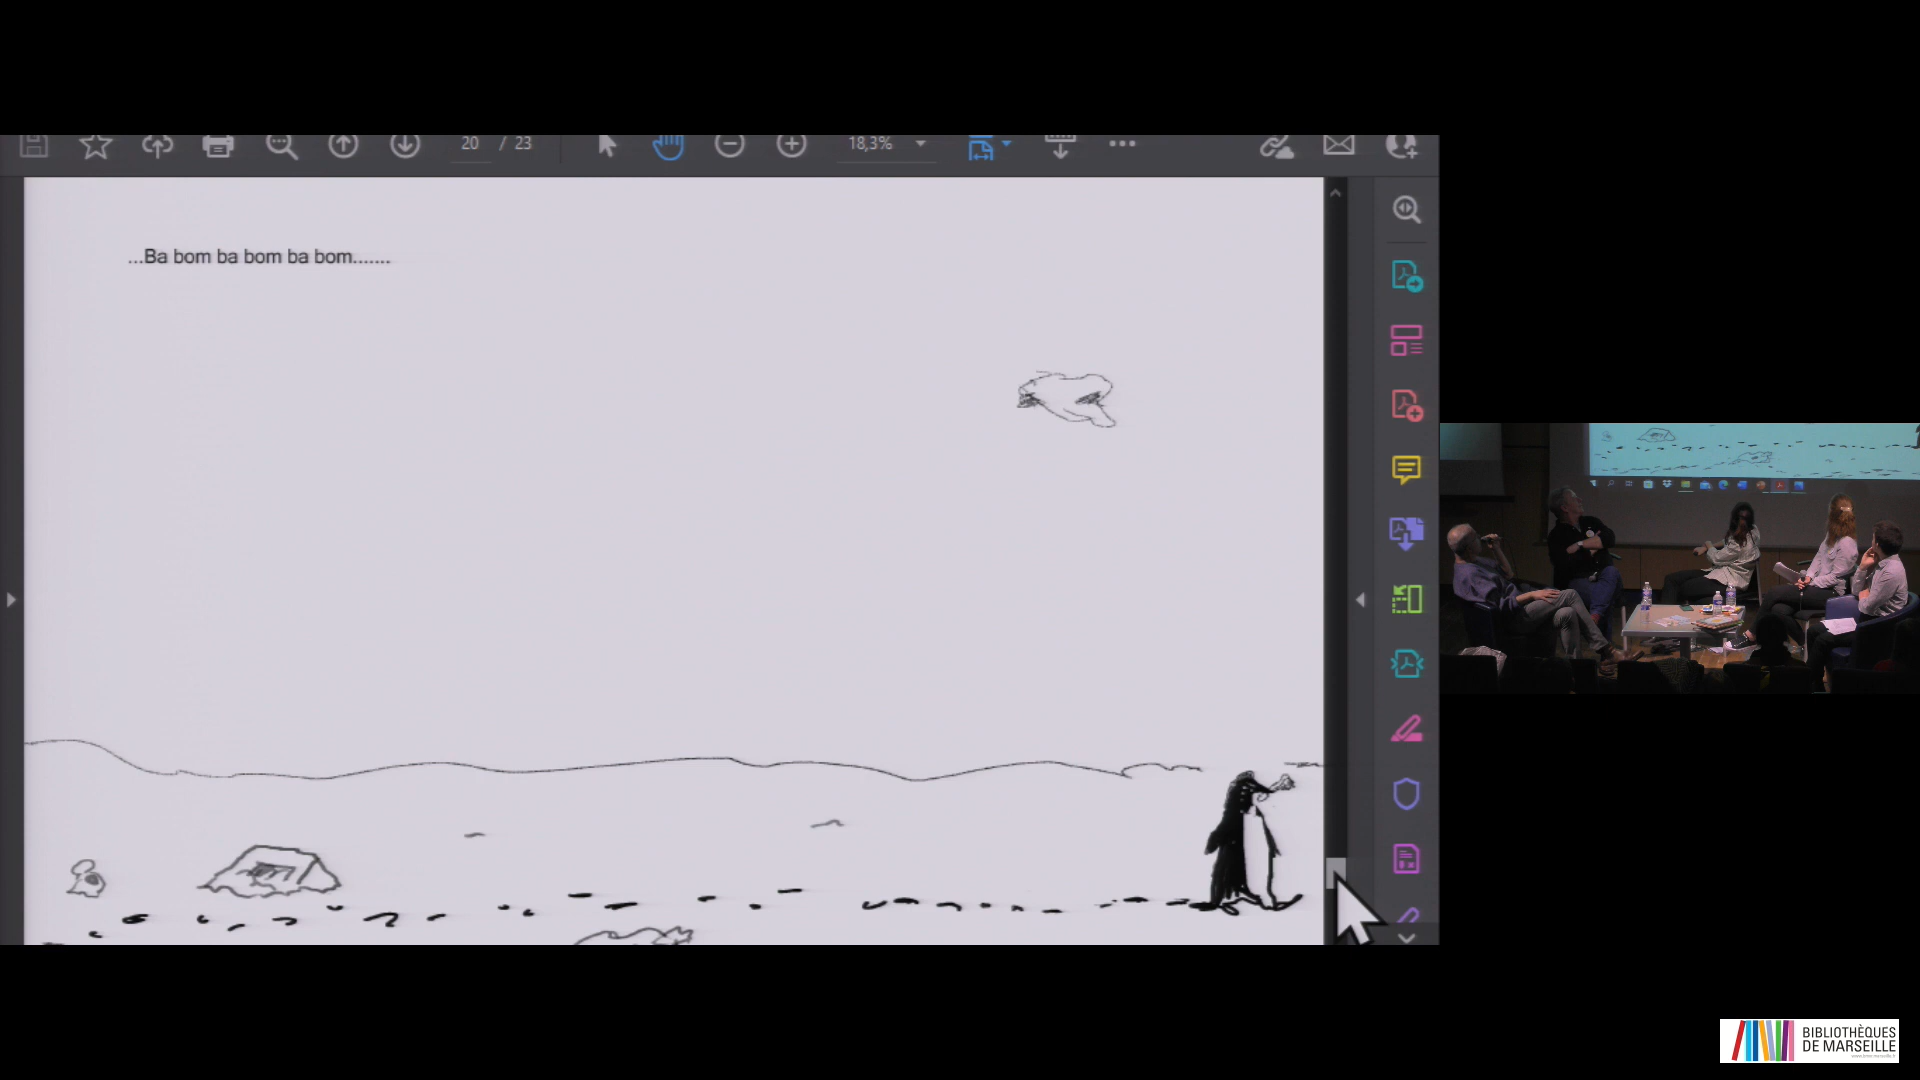 20 / 23
18,3%
...Ba bom ba bom ba bom.......
BIBLIOTHÈQUES
DE MARSEILLE